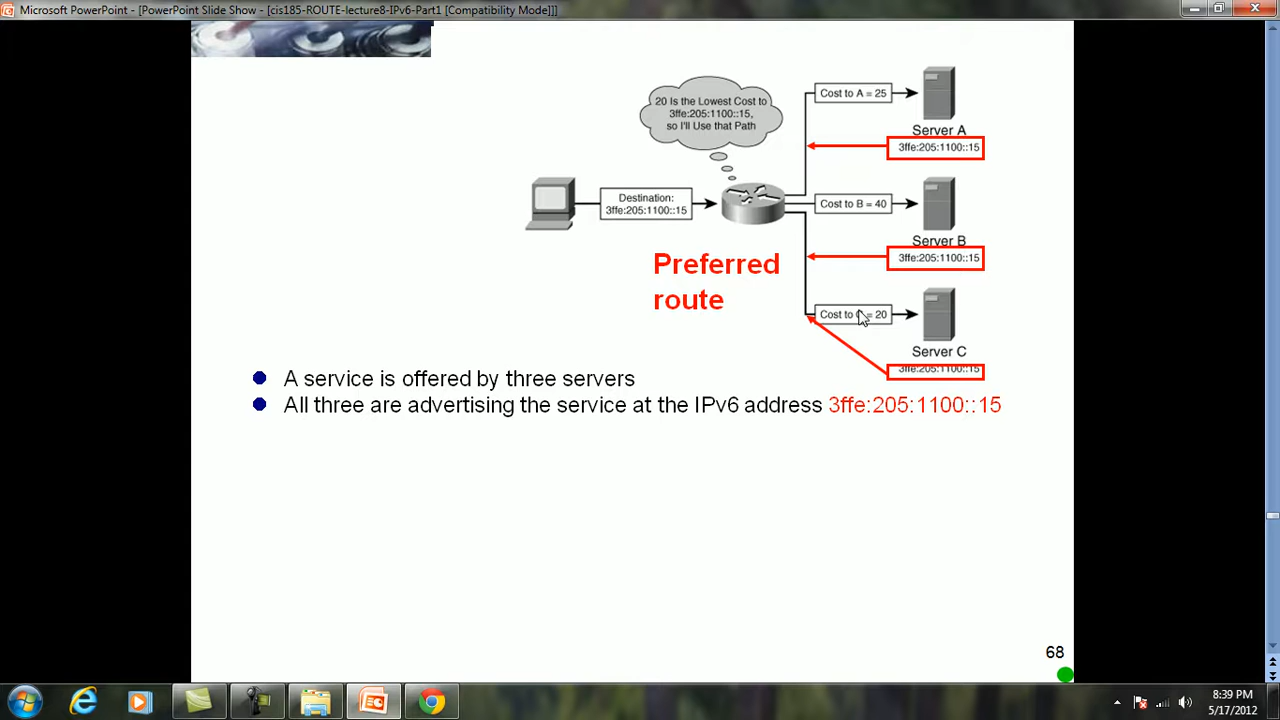 Microsoft PowerPoint - [PowerPoint Slide Show - [cis185-ROUTE-lecture8-IPv6-Part1 [Compatibility Mode]]]
20 Is the Lowest Cost to
3ffe:205:1100::15,
so I'll Use that Path
Cost to A = 25
Server A
3ffe:205:1100::15
Destination:
3ffe:205:1100::15
Cost to B = 40
Server B
3ffe:205:1100::15
Preferred
route
Cost to C = 20
Server C
3ffe:205:1100::15
A service is offered by three servers
All three are advertising the service at the IPv6 address 3ffe:205:1100::15
68
8:39 PM
5/17/2012